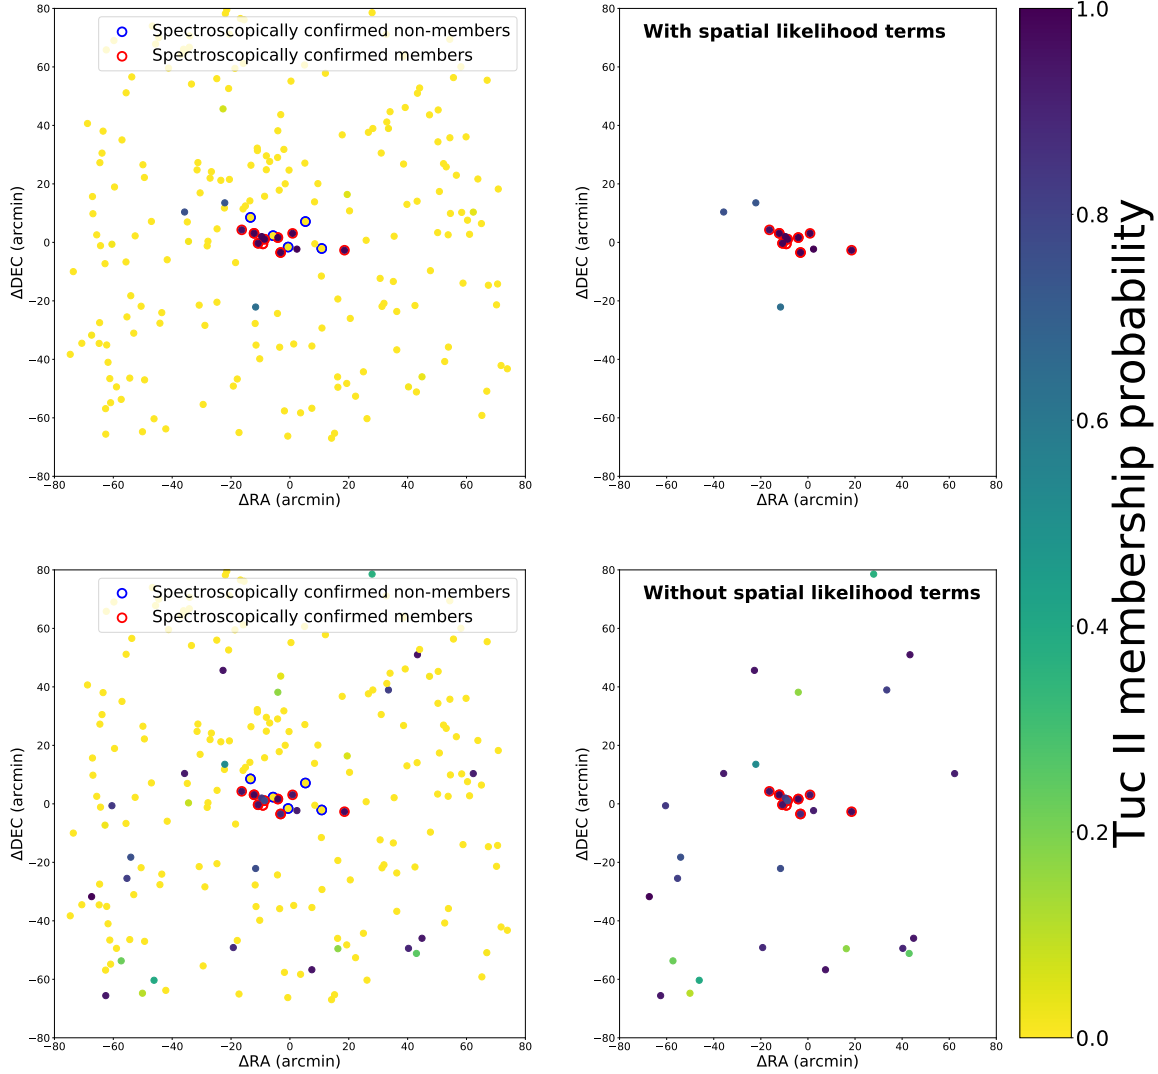 Spectroscopically confirmed non-members
Spectroscopically confirmed members
80
60
40
20
0
−20
−40
−60
−80
ΔDEC (arcmin)
−80 −60 −40 −20 0 20 40 60 80
ΔRA (arcmin)
With spatial likelihood terms
80
60
40
20
0
−20
−40
−60
−80
ΔDEC (arcmin)
−80 −60 −40 −20 0 20 40 60 80
ΔRA (arcmin)
Spectroscopically confirmed non-members
Spectroscopically confirmed members
80
60
40
20
0
−20
−40
−60
−80
ΔDEC (arcmin)
−80 −60 −40 −20 0 20 40 60 80
ΔRA (arcmin)
Without spatial likelihood terms
80
60
40
20
0
−20
−40
−60
−80
ΔDEC (arcmin)
−80 −60 −40 −20 0 20 40 60 80
ΔRA (arcmin)
1.0
0.8
0.6
0.4
0.2
0.0
Tuc II membership probability